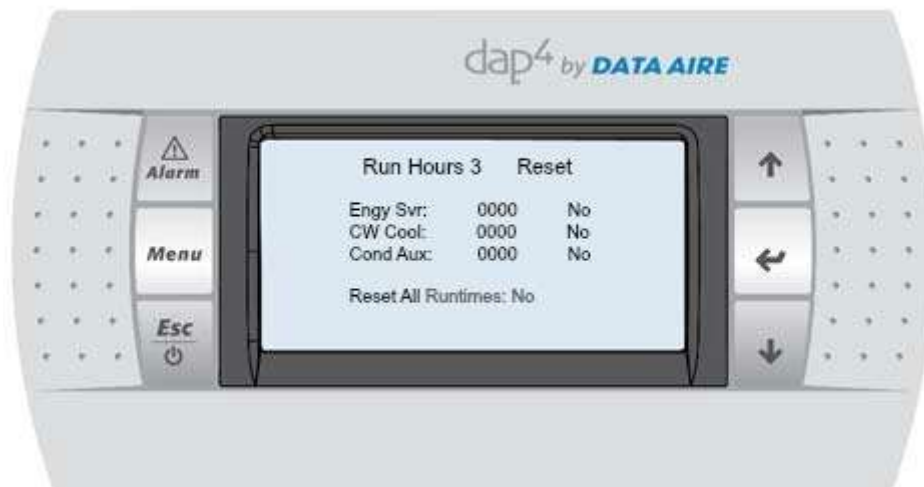 dap4 by DATA AIRE
Alarm
Menu
Esc
Run Hours 3 Reset
Engy Svr: 0000 No
CW Cool: 0000 No
Cond Aux: 0000 No
Reset All Runtimes: No